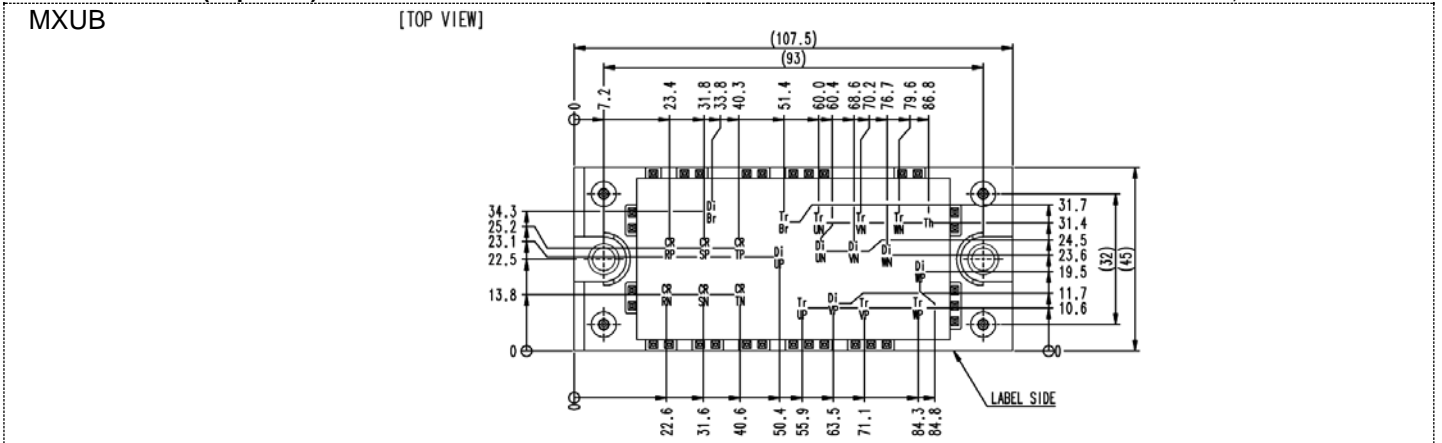 MXUB
[TOP VIEW]
(107.5)
(93)
0
7.2
23.4
31.8
33.8
40.3
51.4
60.0
60.4
68.6
70.2
76.7
79.6
86.8
34.3
25.2
23.1
22.5
13.8
0
Di Br
Tr Br
Tr UN
Tr VN
Tr WN
Th
CR RP
CR SP
CR TP
Di UP
Di UN
Di VN
Di WN
Di WP
CR RN
CR SN
CR TN
Tr UP
Di VP
Tr VP
Tr WP
31.7
31.4
24.5
23.6
19.5
11.7
10.6
0
(32)
(45)
LABEL SIDE
0
22.6
31.6
40.6
50.4
55.9
63.5
71.1
84.3
84.8